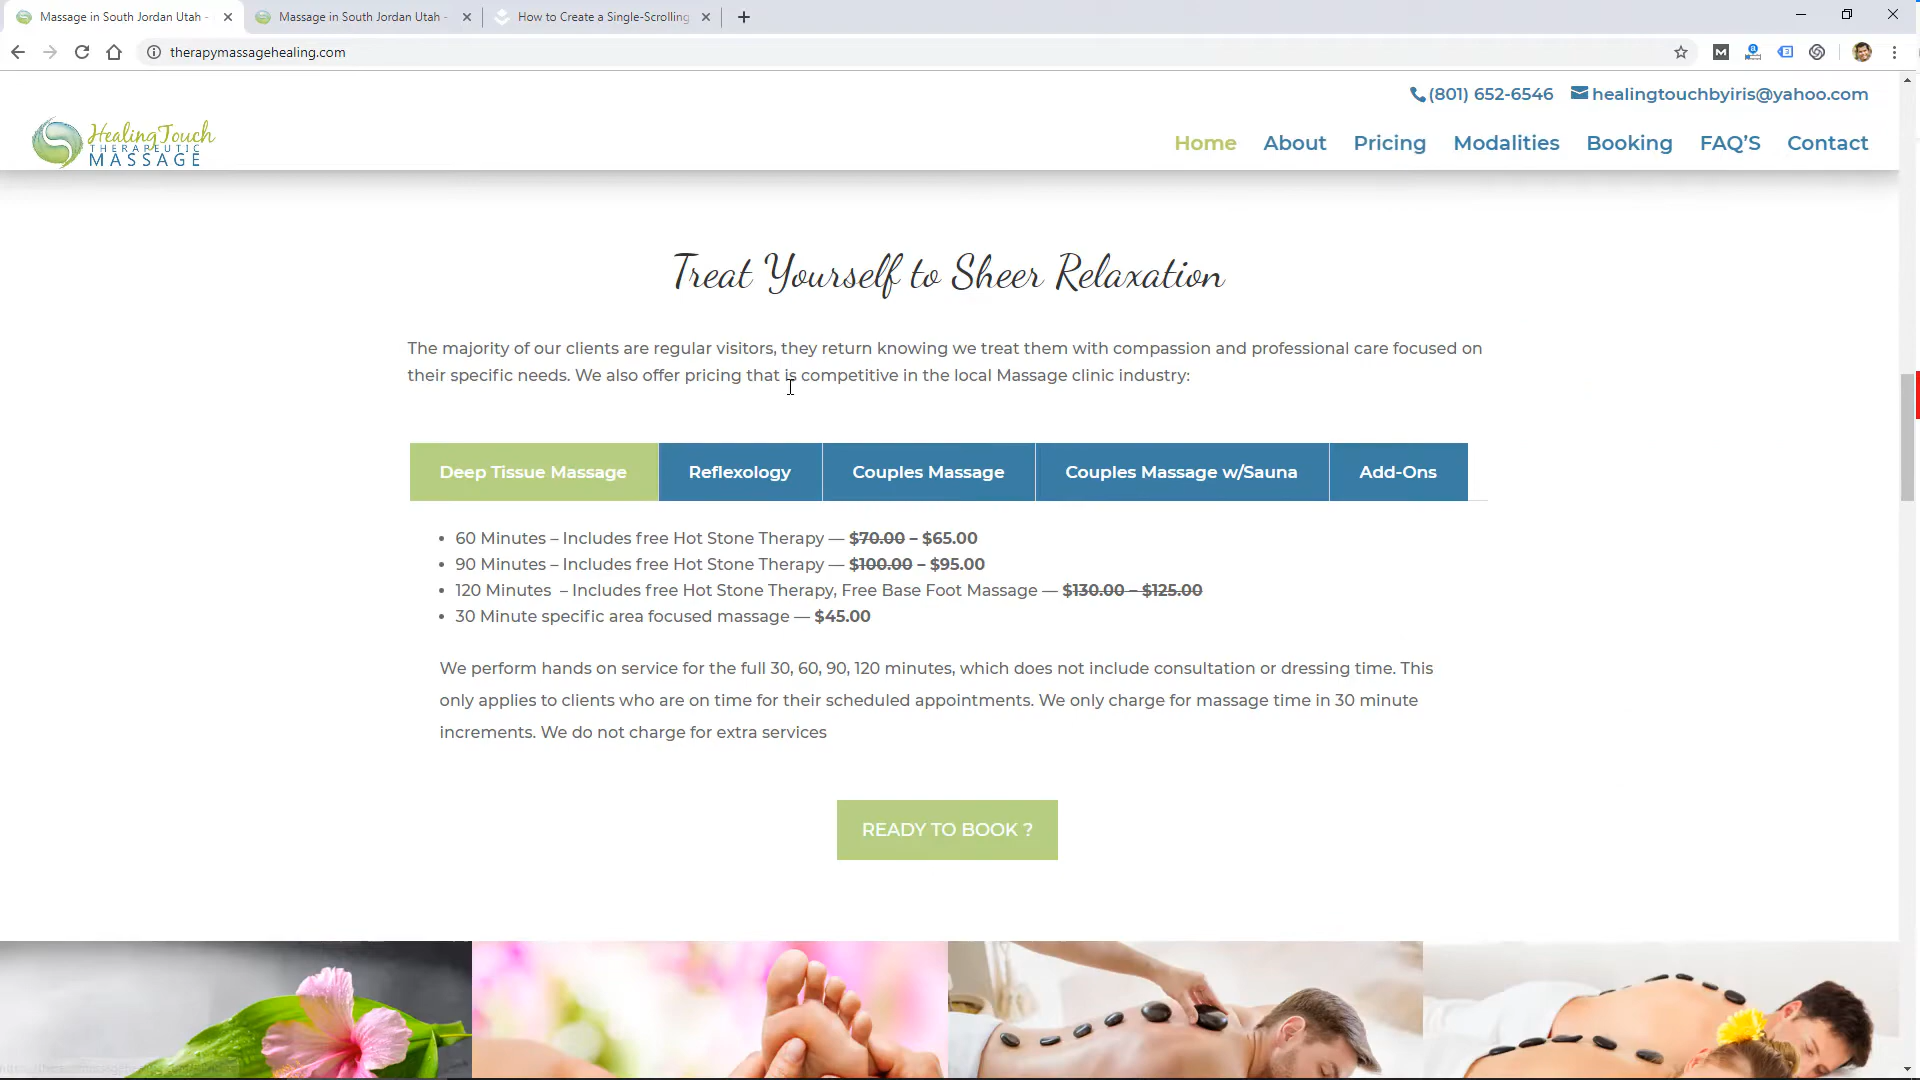 Massage in South Jordan Utah -
Massage in South Jordan Utah -
How to Create a Single-Scrolling
therapymassagehealing.com
(801) 652-6546 healingtouchbyiris@yahoo.com
Healing Touch
THERAPEUTIC
MASSAGE
Home About Pricing Modalities Booking FAQ'S Contact
Treat Yourself to Sheer Relaxation
The majority of our clients are regular visitors, they return knowing we treat them with compassion and professional care focused on
their specific needs. We also offer pricing that is competitive in the local Massage clinic industry:
Deep Tissue Massage Reflexology Couples Massage Couples Massage w/Sauna Add-Ons
• 60 Minutes – Includes free Hot Stone Therapy — $70.00 – $65.00
• 90 Minutes – Includes free Hot Stone Therapy — $100.00 – $95.00
• 120 Minutes – Includes free Hot Stone Therapy, Free Base Foot Massage — $130.00 – $125.00
• 30 Minute specific area focused massage — $45.00
We perform hands on service for the full 30, 60, 90, 120 minutes, which does not include consultation or dressing time. This
only applies to clients who are on time for their scheduled appointments. We only charge for massage time in 30 minute
increments. We do not charge for extra services
READY TO BOOK ?